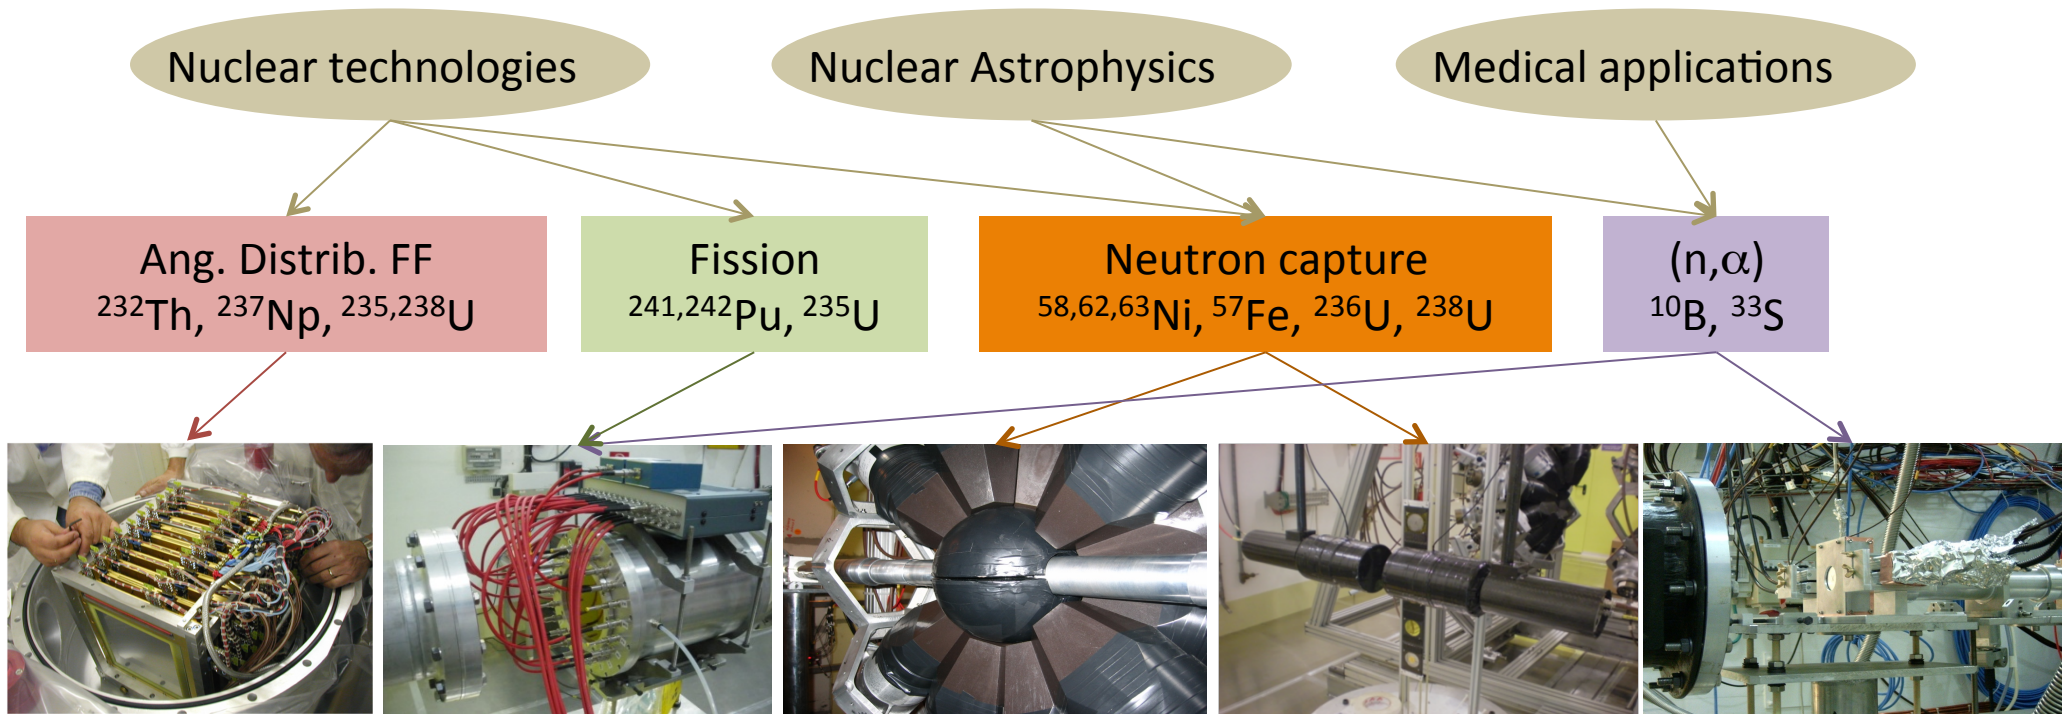 Nuclear technologies
Nuclear Astrophysics
Medical applications
Ang. Distrib. FF
²³²Th, ²³⁷Np, ²³⁵,²³⁸U
Fission
²⁴¹,²⁴²Pu, ²³⁵U
Neutron capture
⁵⁸,⁶²,⁶³Ni, ⁵⁷Fe, ²³⁶U, ²³⁸U
(n,α)
¹⁰B, ³³S